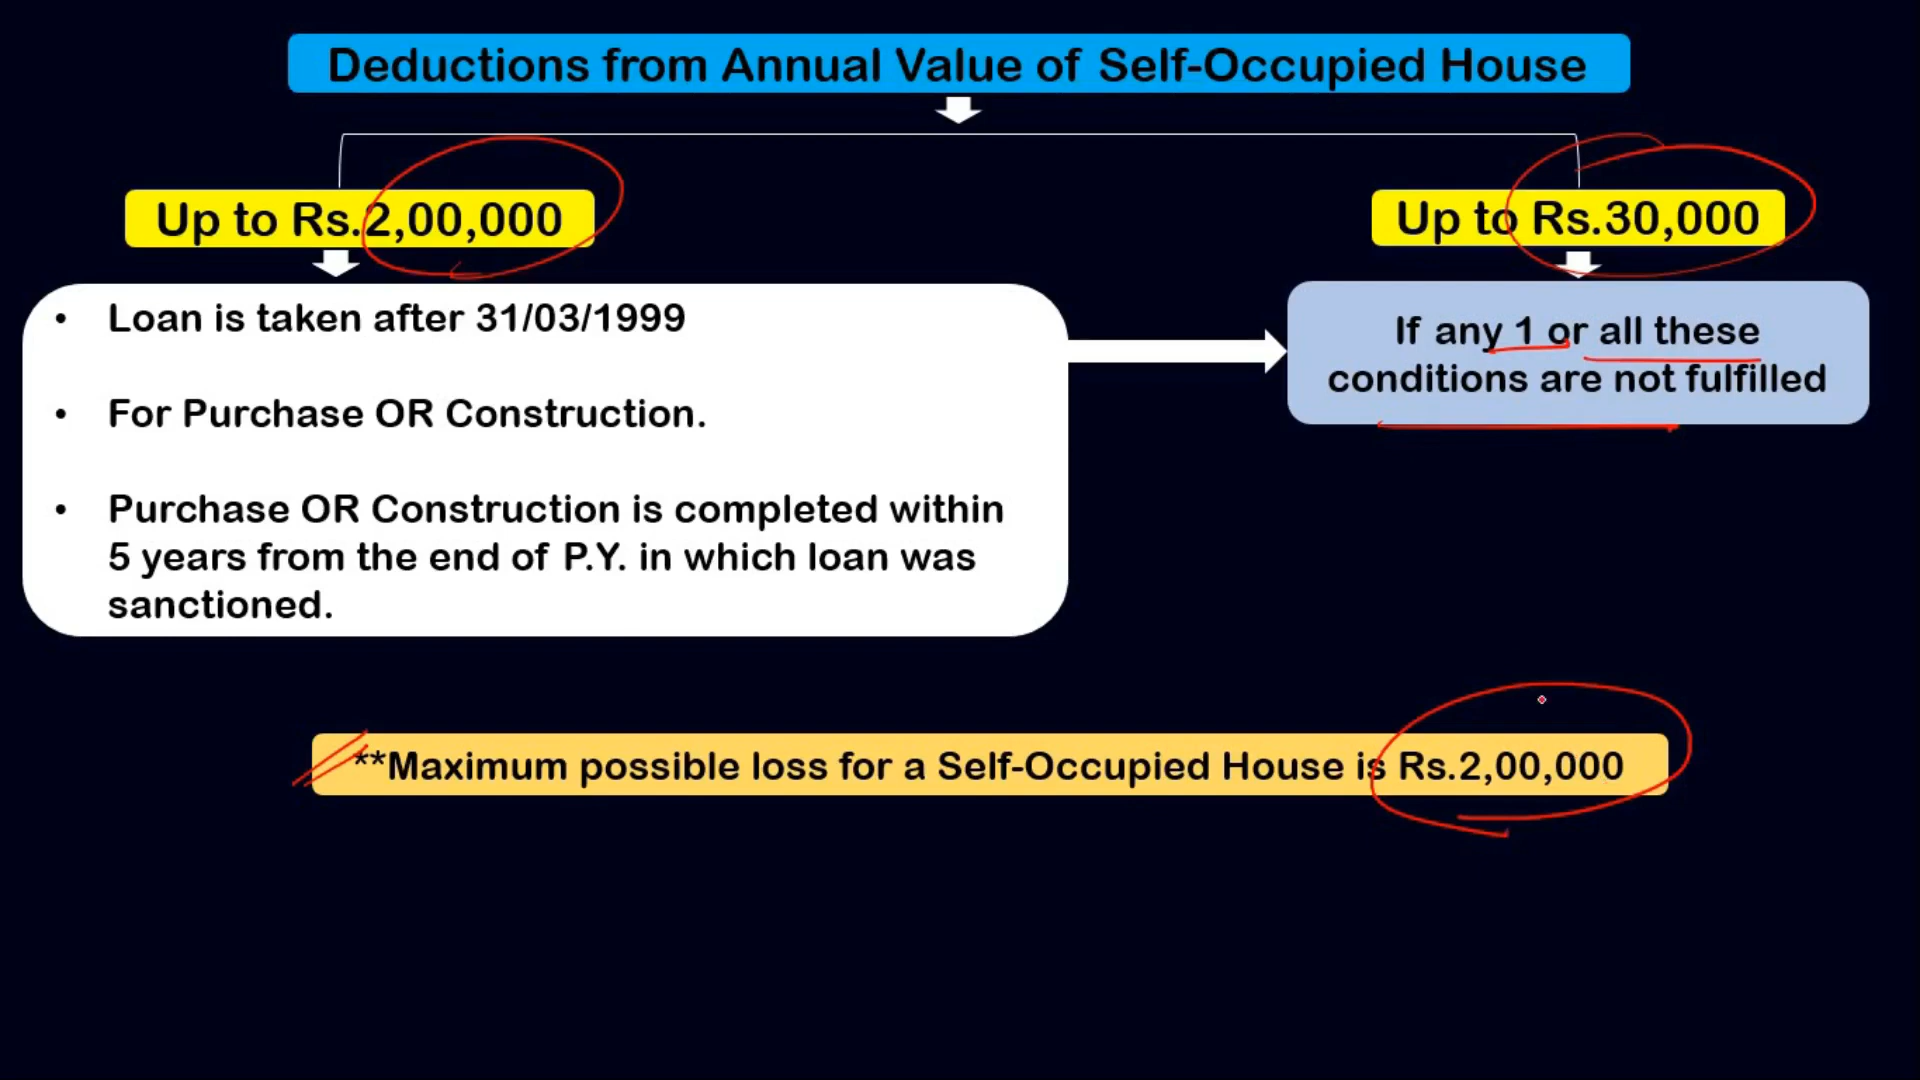 Deductions from Annual Value of Self-Occupied House
Up to Rs.2,00,000
Up to Rs.30,000
• Loan is taken after 31/03/1999
• For Purchase OR Construction.
• Purchase OR Construction is completed within
5 years from the end of P.Y. in which loan was
sanctioned.
If any 1 or all these
conditions are not fulfilled
**Maximum possible loss for a Self-Occupied House is Rs.2,00,000